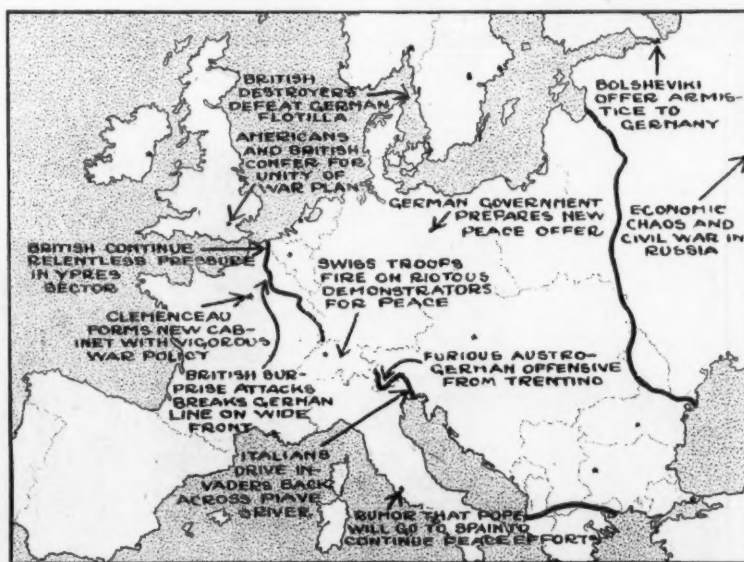 BRITISH
DESTROYERS
DEFEAT GERMAN
FLOTILLA
AMERICANS
AND BRITISH
CONFER FOR
UNITY OF
WAR PLAN
BRITISH CONTINUE
RELENTLESS PRESSURE
IN YPRES
SECTOR
CLEMENCEAU
FORMS NEW CAB-
INET WITH VIGOROUS
WAR POLICY
BRITISH SUR-
PRISE ATTACKS
BREAKS GERMAN
LINE ON WIDE
FRONT
ITALIANS
DRIVE IN-
VADERS BACK
ACROSS PIAVE
RIVER
SWISS TROOPS
FIRE ON RIOTOUS
DEMONSTRATORS
FOR PEACE
GERMAN GOVERNMENT
PREPARES NEW
PEACE OFFER
FURIOUS AUSTRO-
GERMAN OFFENSIVE
FROM TRENTINO
RUMOR THAT POPE
WILL GO TO SPAIN TO
CONTINUE PEACE EFFORTS
BOLSHEVIKI
OFFER ARMIS-
TICE TO
GERMANY
ECONOMIC
CHAOS AND
CIVIL WAR IN
RUSSIA